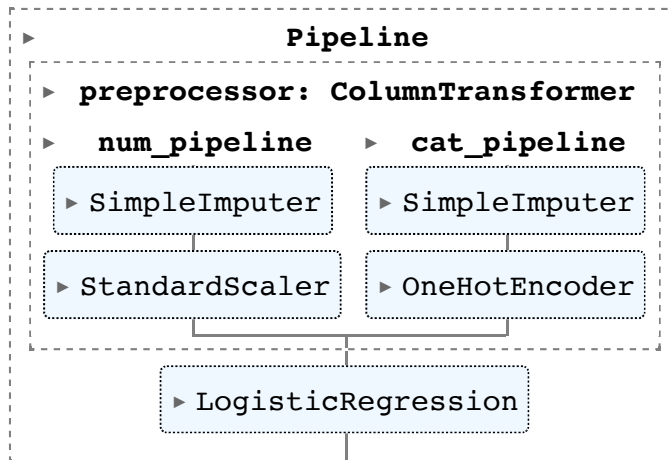 Pipeline
preprocessor: ColumnTransformer
num_pipeline cat_pipeline
SimpleImputer SimpleImputer
StandardScaler OneHotEncoder
LogisticRegression